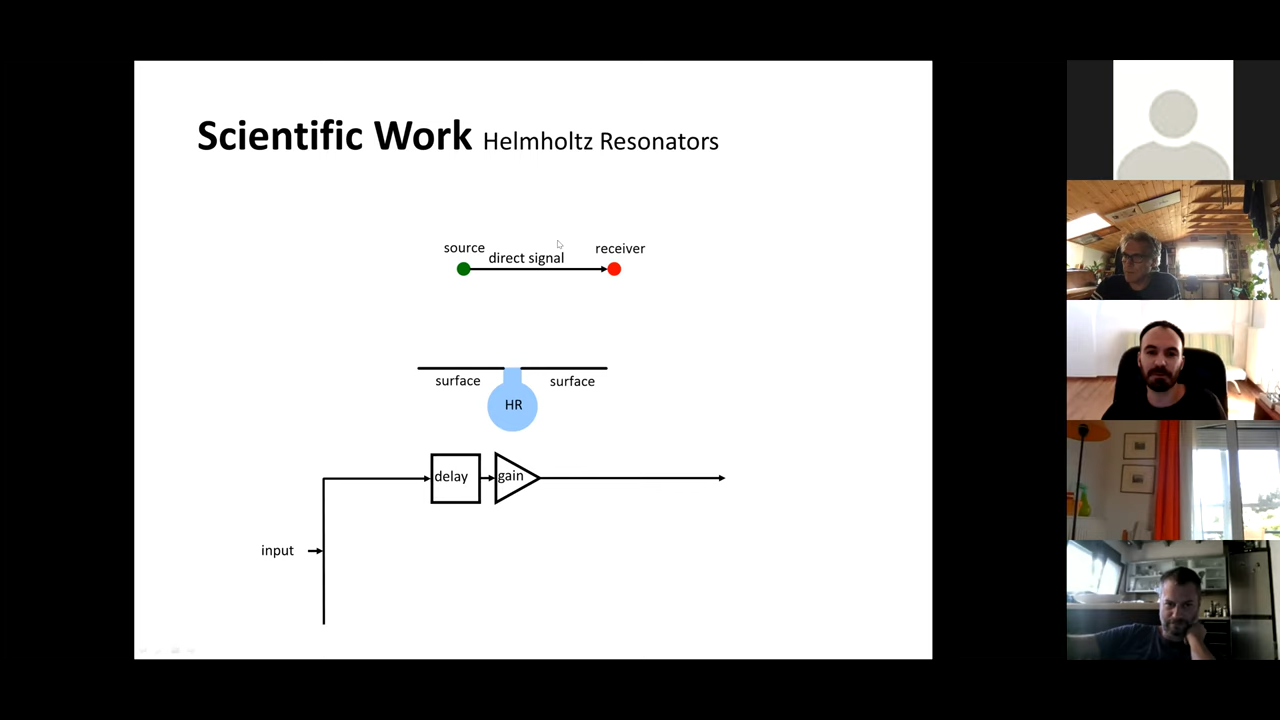 Scientific Work Helmholtz Resonators
source
receiver
direct signal
surface
surface
HR
delay
gain
input